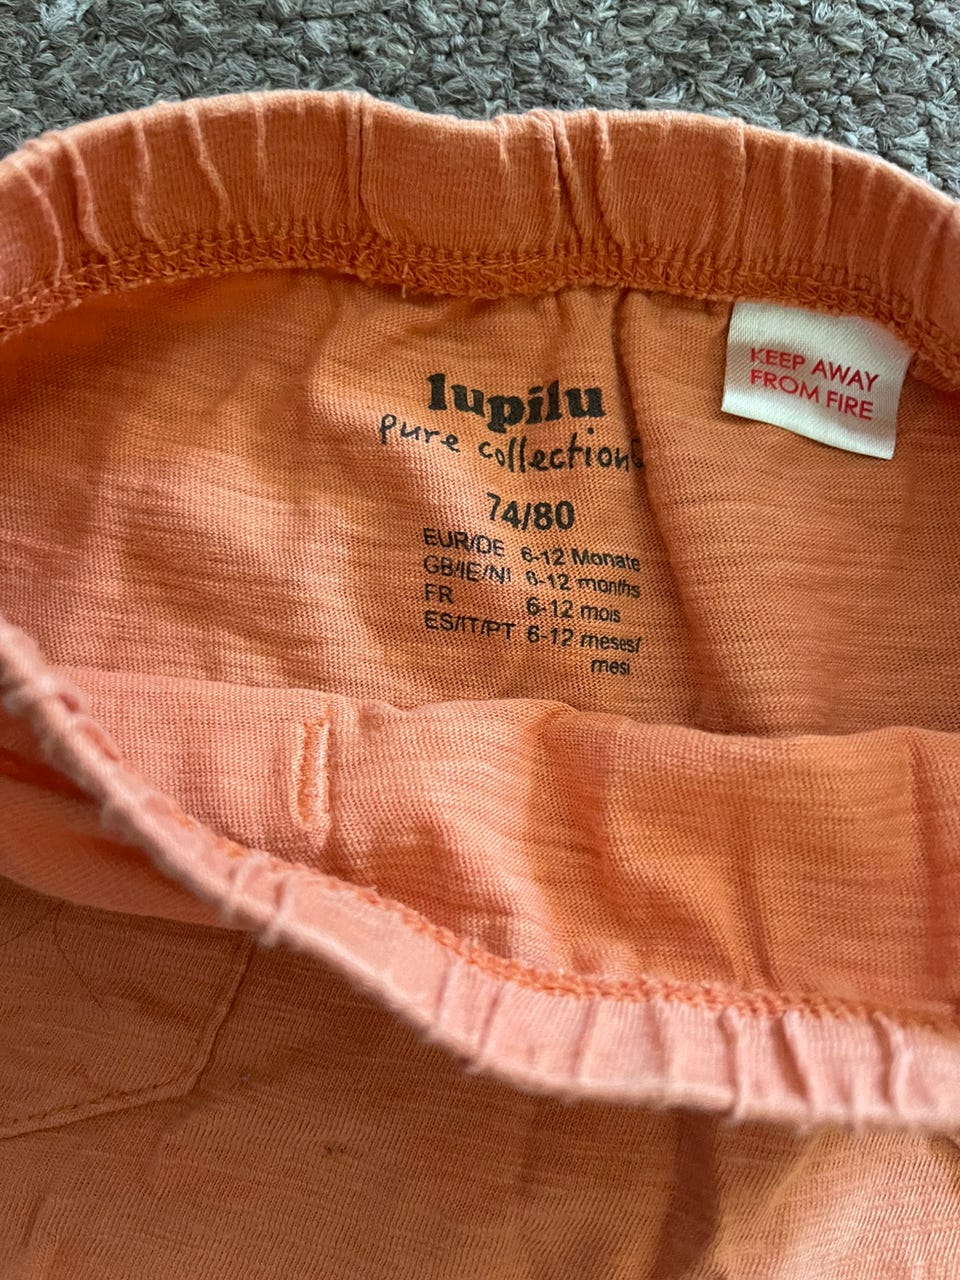 lupilu
pure collection
74/80
EUR/DE 6-12 Monate
GB/IE/NI 6-12 months
FR 6-12 mois
ES/IT/PT 6-12 meses/
mesi
KEEP AWAY
FROM FIRE